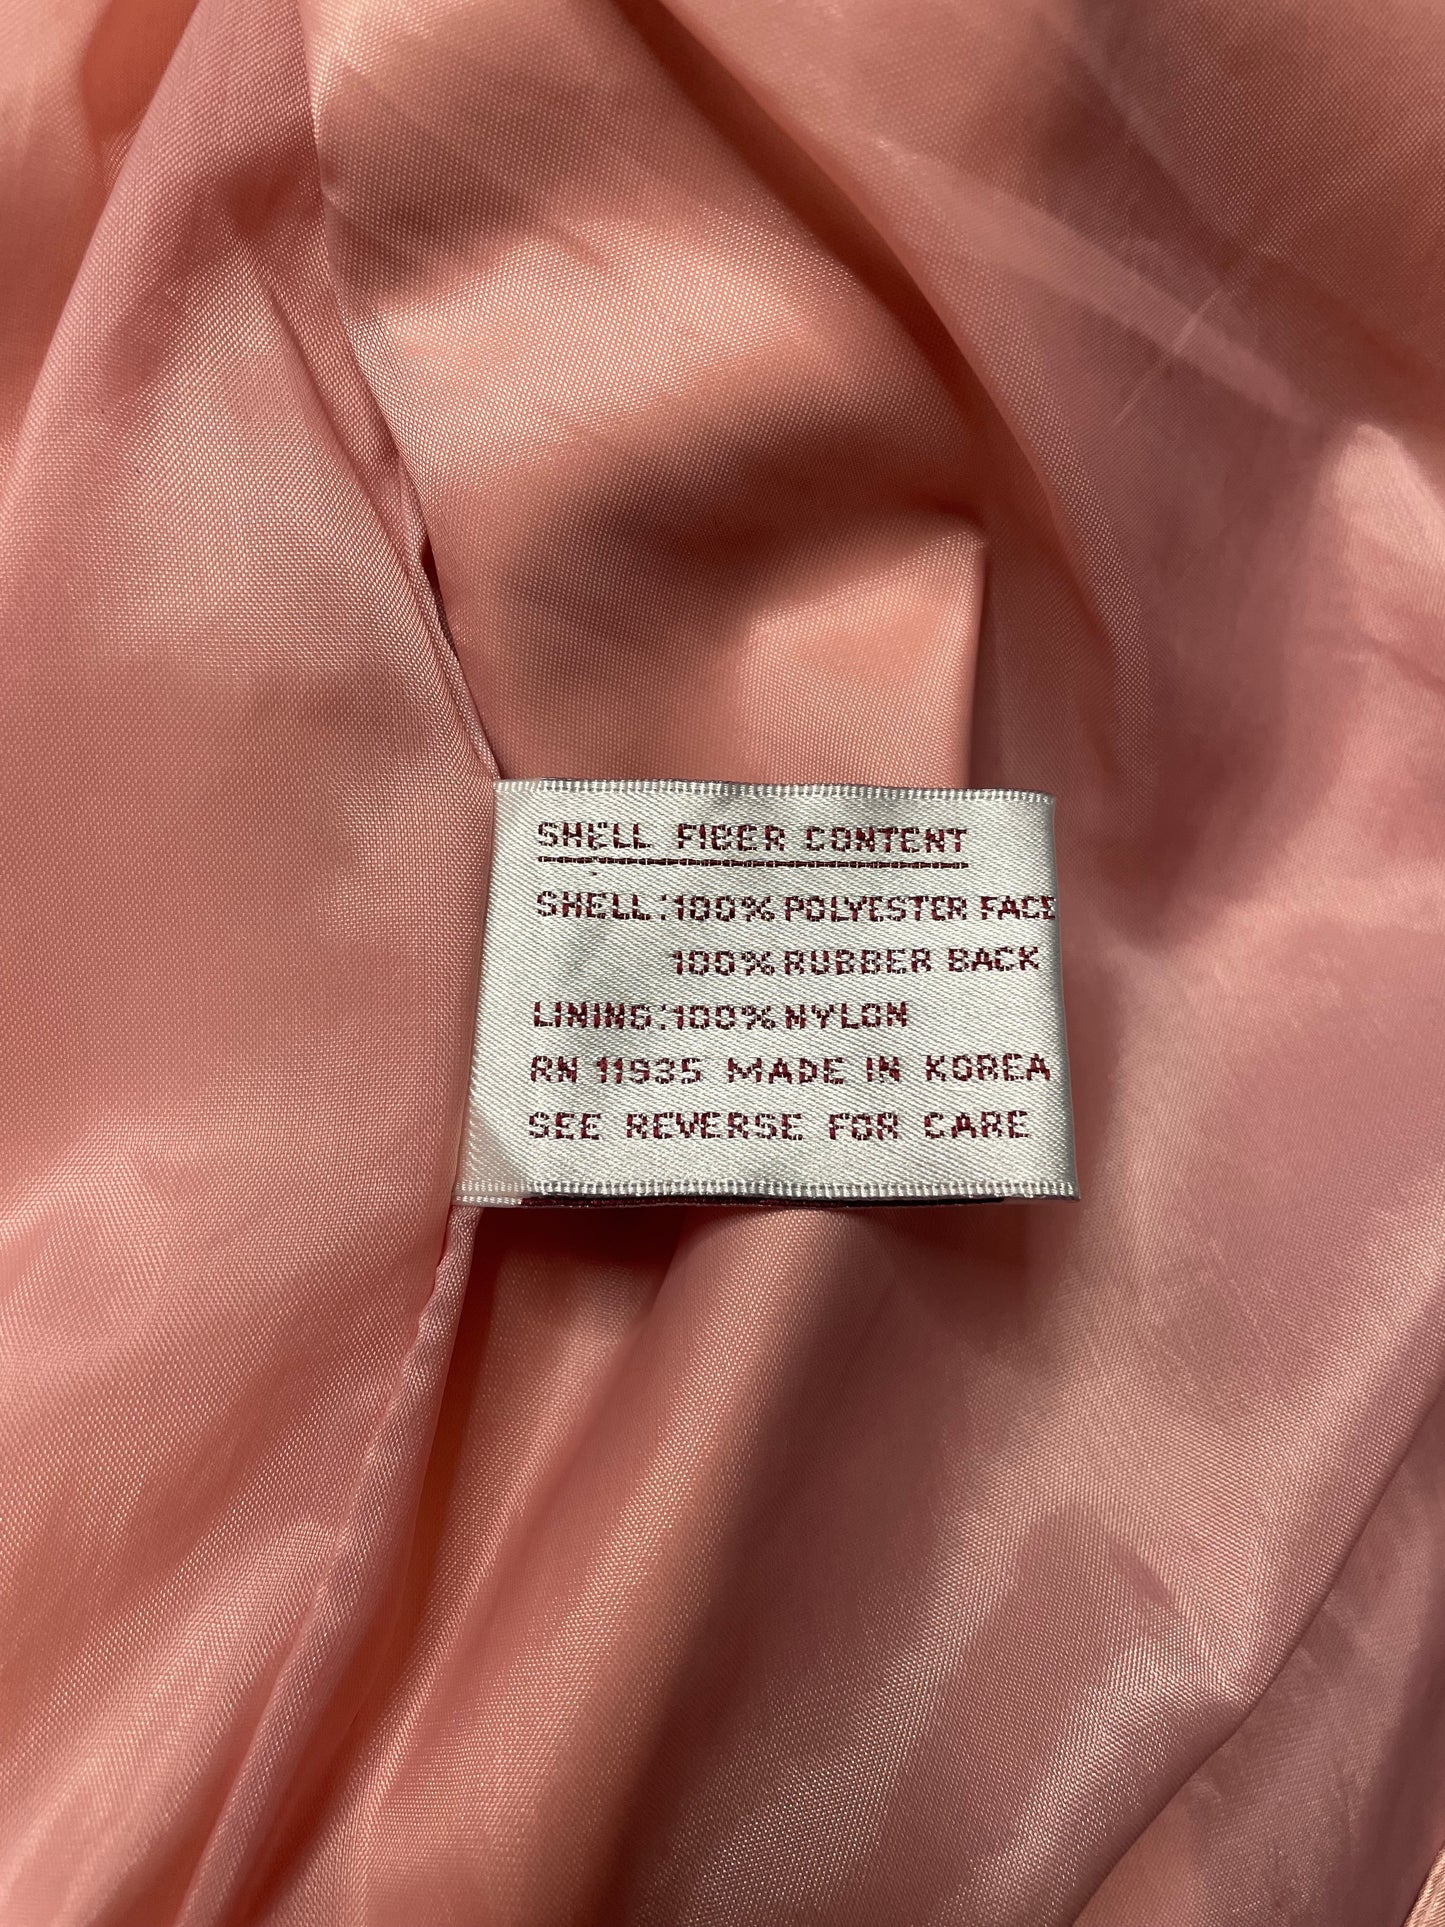 SHELL FIBER CONTENT
SHELL:100% POLYESTER FACE
100% RUBBER BACK
LINING:100% NYLON
RN 11935 MADE IN KOREA
SEE REVERSE FOR CARE